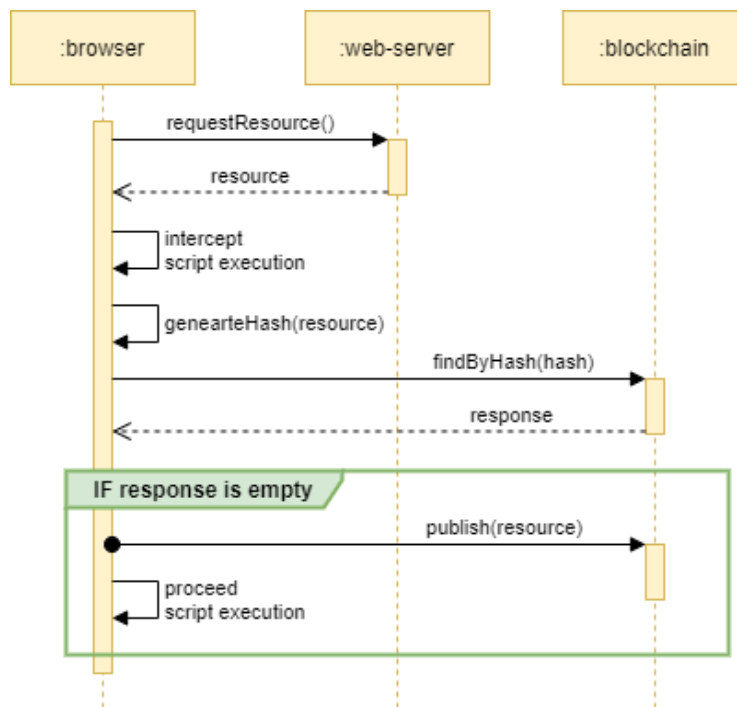 :browser
:web-server
:blockchain
requestResource()
resource
intercept
script execution
genearteHash(resource)
findByHash(hash)
response
IF response is empty
publish(resource)
proceed
script execution